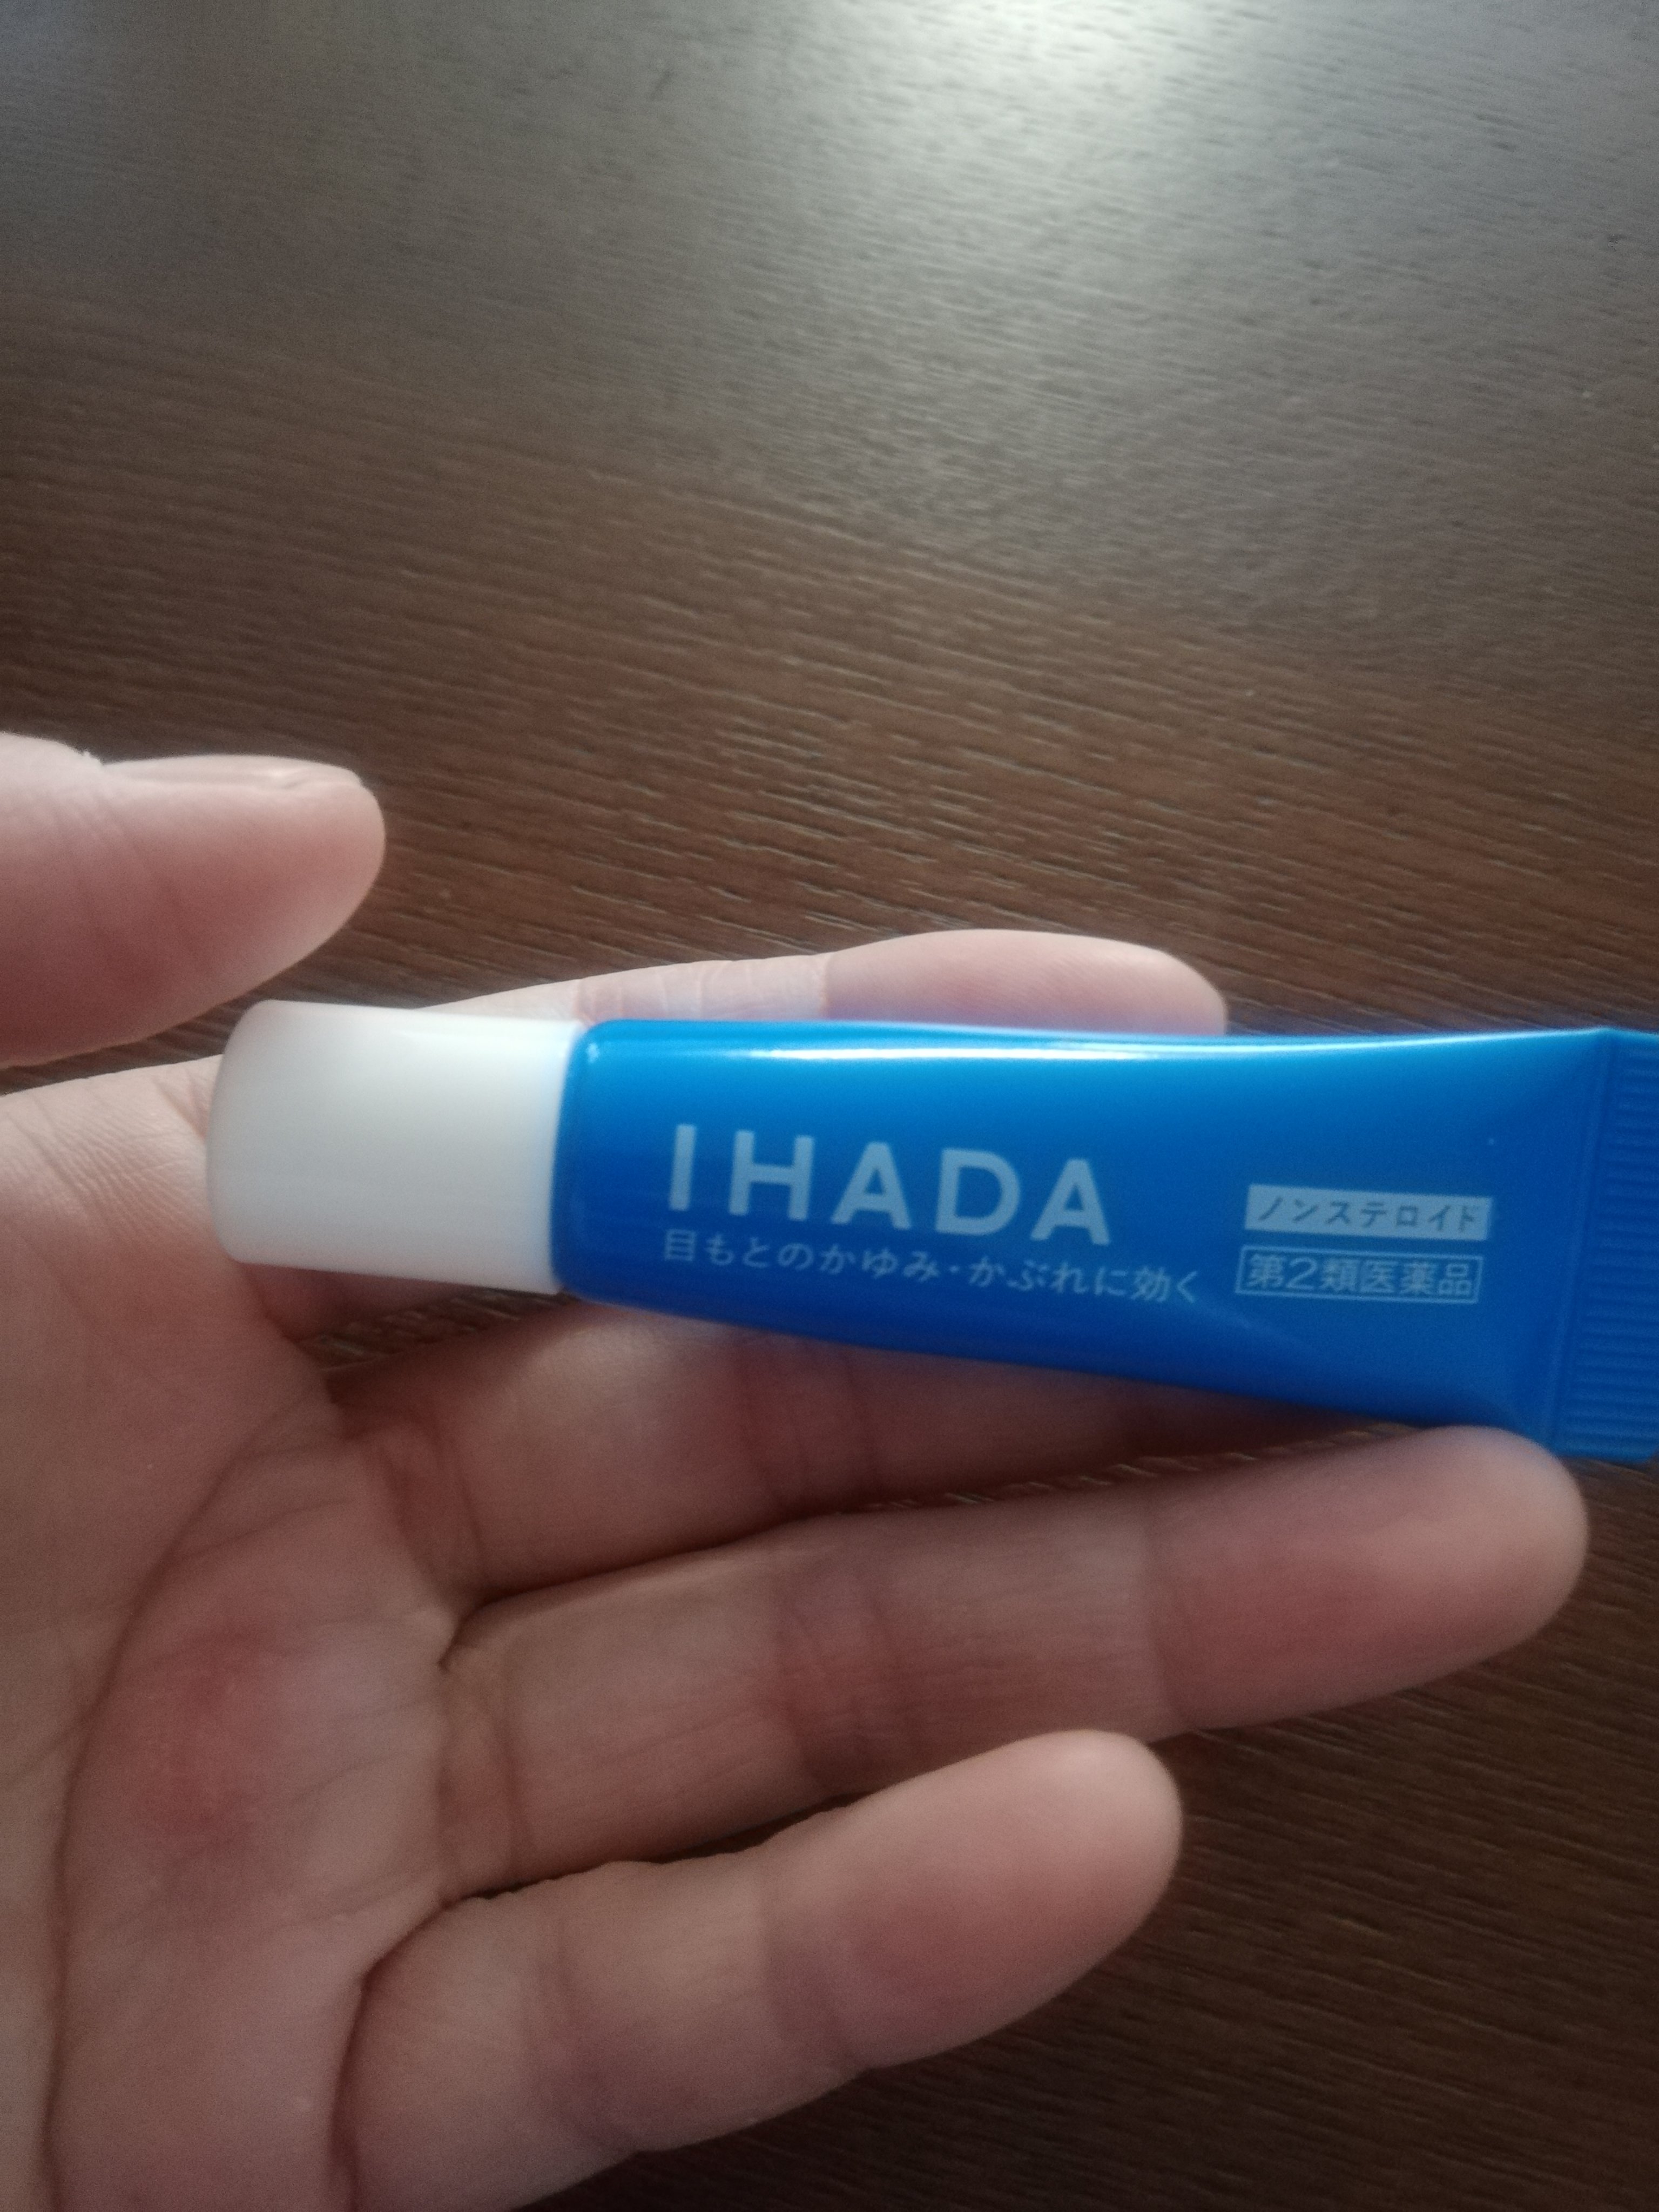 IHADA
目もとのかゆみ・かぶれに効く
ノンステロイド
第2類医薬品